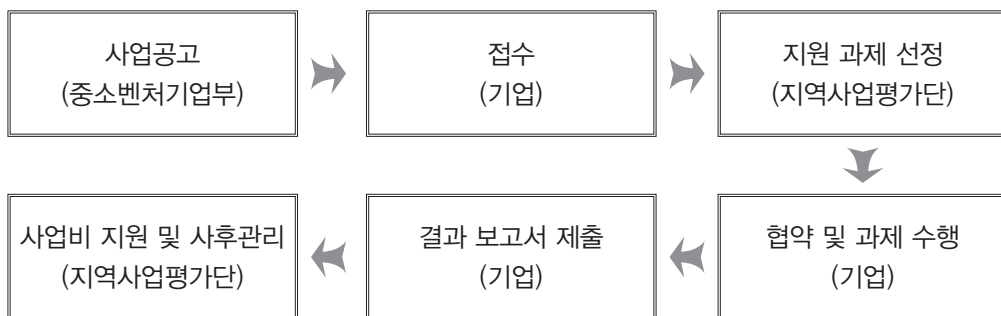 사업공고
(중소벤처기업부)
접수
(기업)
지원 과제 선정
(지역사업평가단)
협약 및 과제 수행
(기업)
결과 보고서 제출
(기업)
사업비 지원 및 사후관리
(지역사업평가단)